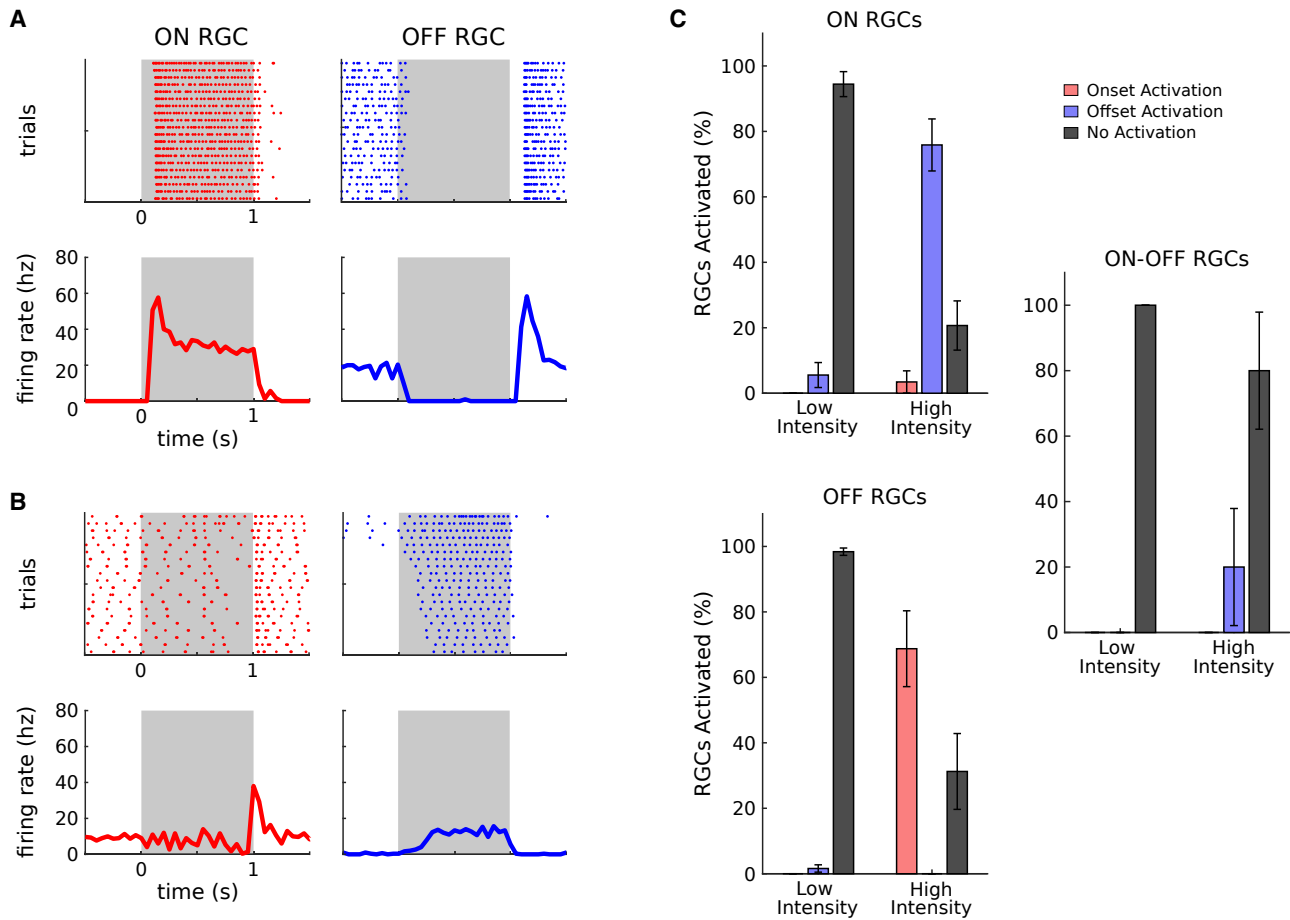 A
ON RGC
OFF RGC
trials
0
1
firing rate (hz)
80
60
40
20
0
0
1
time (s)
B
trials
0
1
firing rate (hz)
80
60
40
20
0
0
1
time (s)
C
ON RGCs
RGCs Activated (%)
100
80
60
40
20
0
Low
Intensity
High
Intensity
Onset Activation
Offset Activation
No Activation
ON-OFF RGCs
100
80
60
40
20
0
Low
Intensity
High
Intensity
OFF RGCs
RGCs Activated (%)
100
80
60
40
20
0
Low
Intensity
High
Intensity